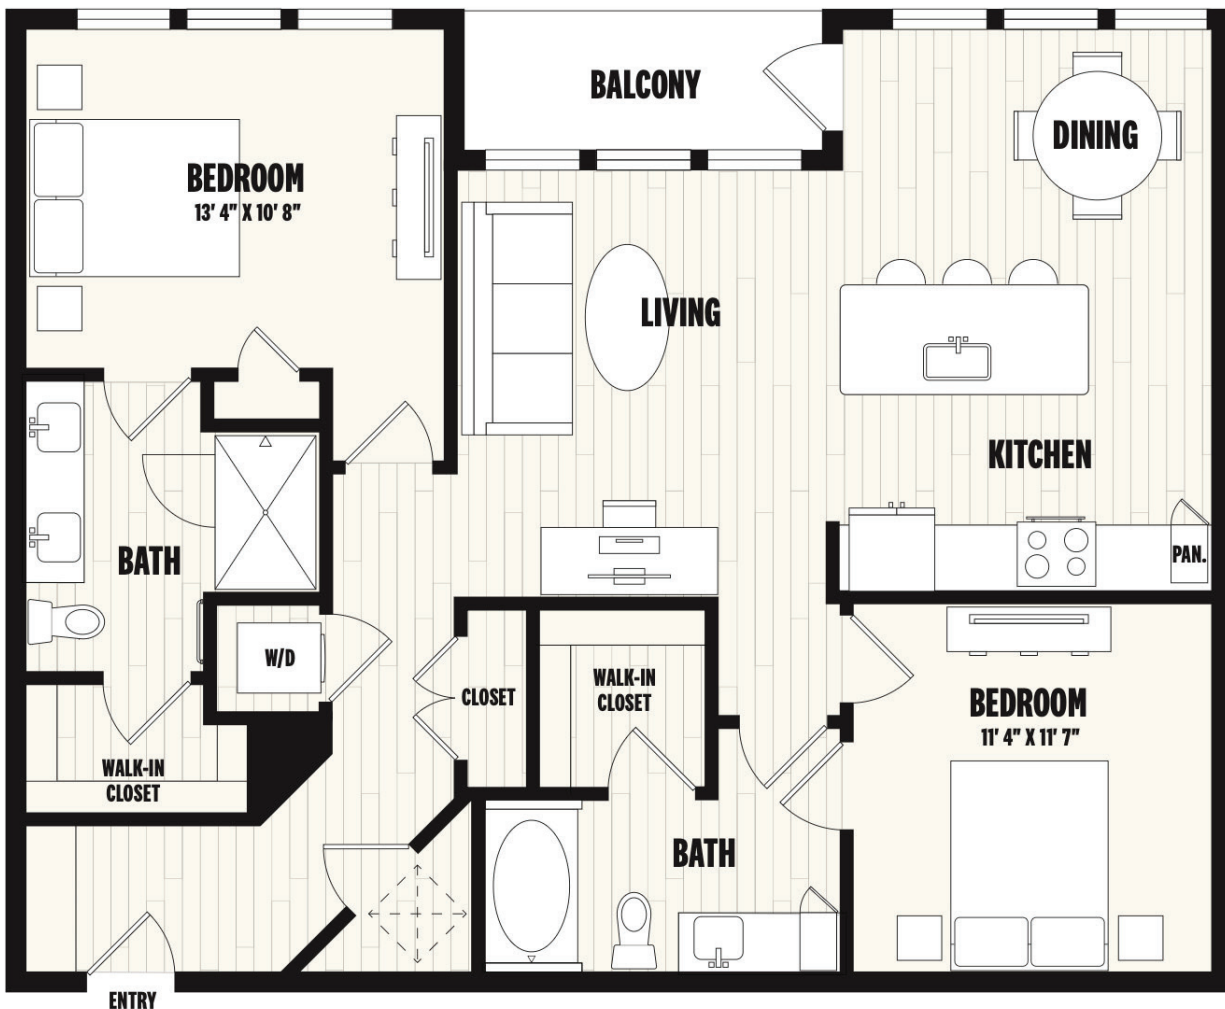 BALCONY
DINING
BEDROOM
13' 4" X 10' 8"
LIVING
KITCHEN
BATH
PAN.
W/D
CLOSET
WALK-IN
CLOSET
BEDROOM
11' 4" X 11' 7"
WALK-IN
CLOSET
BATH
ENTRY